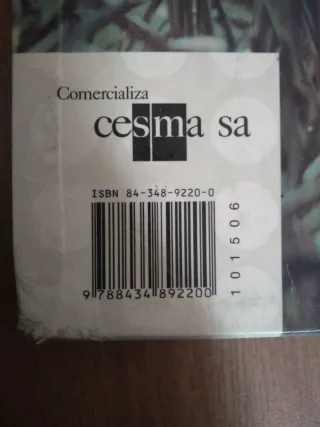 Comercializa
cesma sa
ISBN 84-348-9220-0
9 788434 892200
101506